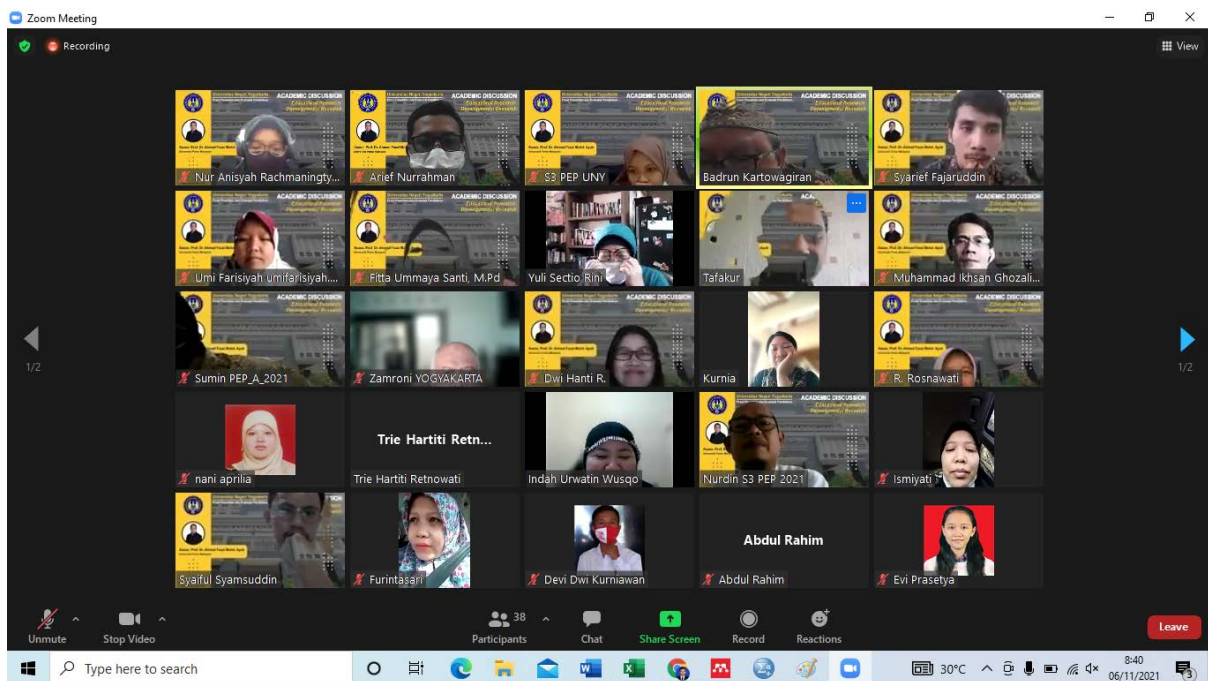 Zoom Meeting
Recording
View
ACADEMIC DISCUSSION
Nur Anisyah Rachmaningty...
Arief Nurrahman
S3 PEP UNY
Badrun Kartowagiran
Syarief Fajaruddin
Umi Farisiyah umifarisiyah....
Fitta Ummaya Santi, M.Pd
Yuli Sectio Rini
Tafakur
Muhammad Ikhsan Ghozali...
Sumin PEP_A_2021
Zamroni YOGYAKARTA
Dwi Hanti R.
Kurnia
R. Rosnawati
1/2
1/2
nani aprilia
Trie Hartiti Retn...
Trie Hartiti Retnowati
Indah Urwatin Wusqo
Nurdin S3 PEP 2021
Ismiyati
Syaiful Syamsuddin
Furintasari
Devi Dwi Kurniawan
Abdul Rahim
Abdul Rahim
Evi Prasetya
Unmute
Stop Video
38
Participants
Chat
Share Screen
Record
Reactions
Leave
Type here to search
30°C
8:40
06/11/2021